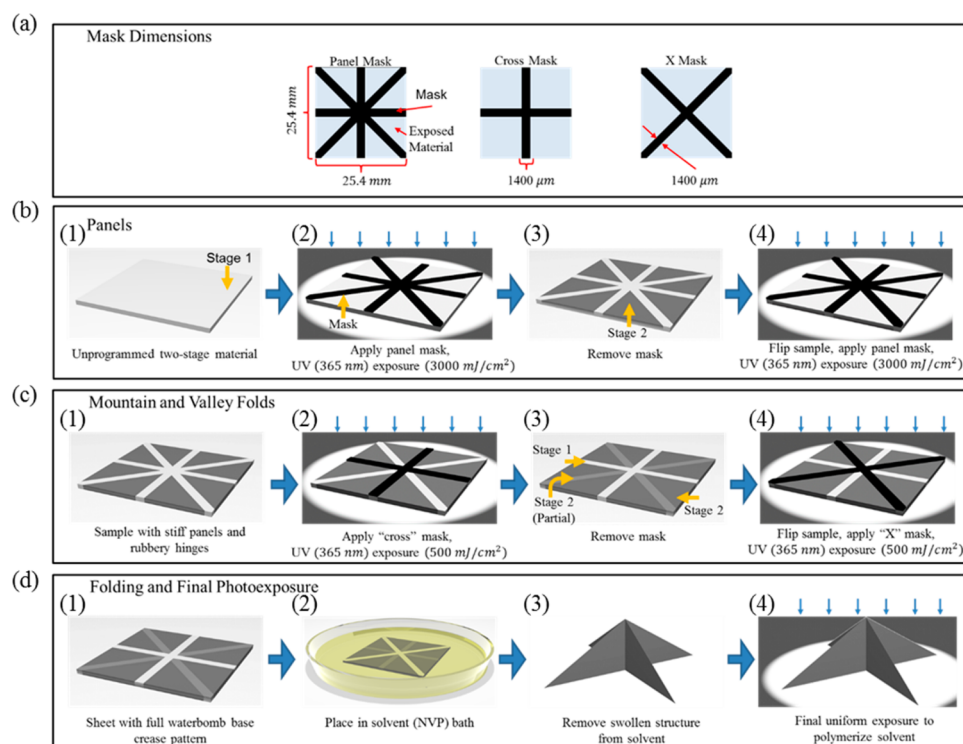 (a)
Mask Dimensions
Panel Mask
Cross Mask
X Mask
25.4 mm
Mask
Exposed
Material
25.4 mm
1400 μm
1400 μm
(b)
Panels
(1)
(2)
(3)
(4)
Stage 1
Mask
Stage 2
Unprogrammed two-stage material
Apply panel mask,
UV (365 nm) exposure (3000 mJ/cm²)
Remove mask
Flip sample, apply panel mask,
UV (365 nm) exposure (3000 mJ/cm²)
(c)
Mountain and Valley Folds
(1)
(2)
(3)
(4)
Stage 1
Stage 2
(Partial)
Stage 2
Sample with stiff panels and
rubbery hinges
Apply “cross” mask,
UV (365 nm) exposure (500 mJ/cm²)
Remove mask
Flip sample, apply “X” mask,
UV (365 nm) exposure (500 mJ/cm²)
(d)
Folding and Final Photoexposure
(1)
(2)
(3)
(4)
Sheet with full waterbomb base
crease pattern
Place in solvent (NVP) bath
Remove swollen structure
from solvent
Final uniform exposure to
polymerize solvent